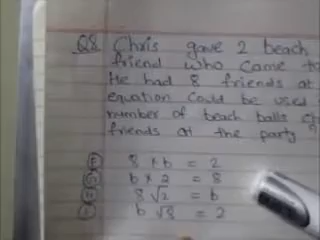 Q8 Chris gave 2 beach
friend who came to
He had 8 friends at
equation could be used
number of beach balls
friends at the party ?
8 × b = 2
b × 2 = 8
8 √2 = b
b √8 = 2